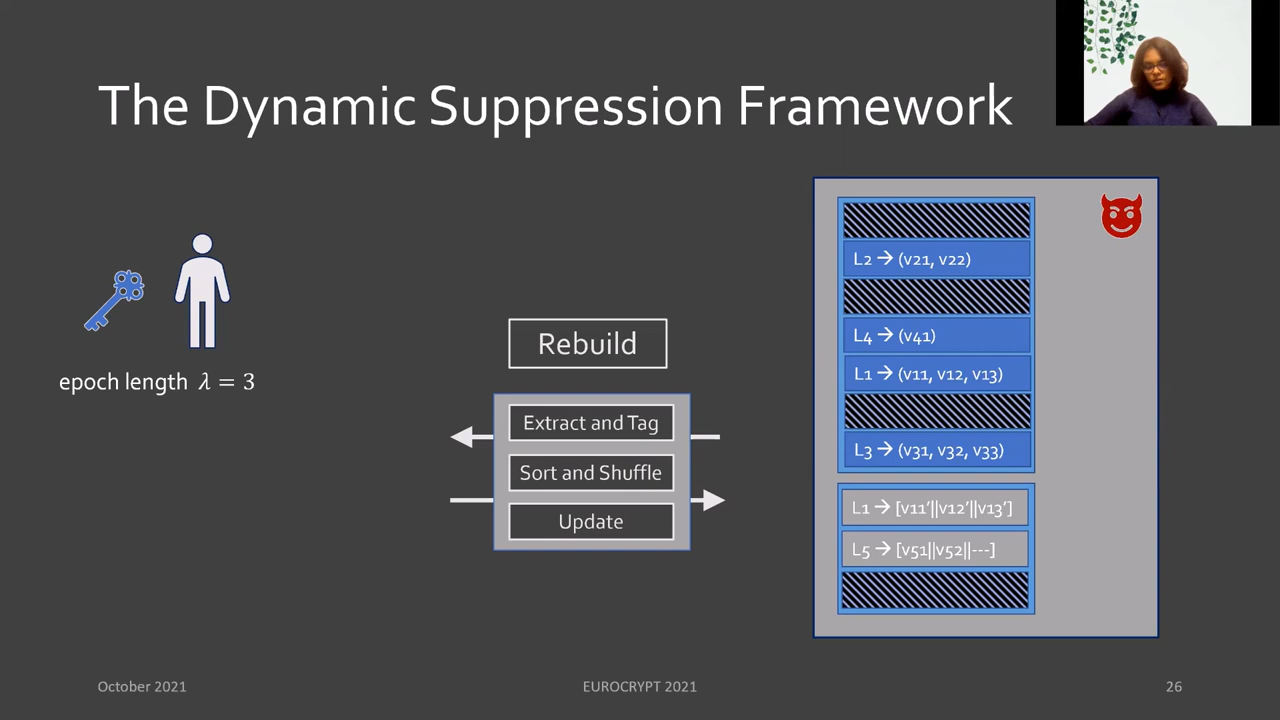 The Dynamic Suppression Framework
epoch length λ = 3
Rebuild
Extract and Tag
Sort and Shuffle
Update
L2 → (v21, v22)
L4 → (v41)
L1 → (v11, v12, v13)
L3 → (v31, v32, v33)
L1 → [v11’||v12’||v13’]
L5 → [v51||v52||---]
October 2021
EUROCRYPT 2021
26